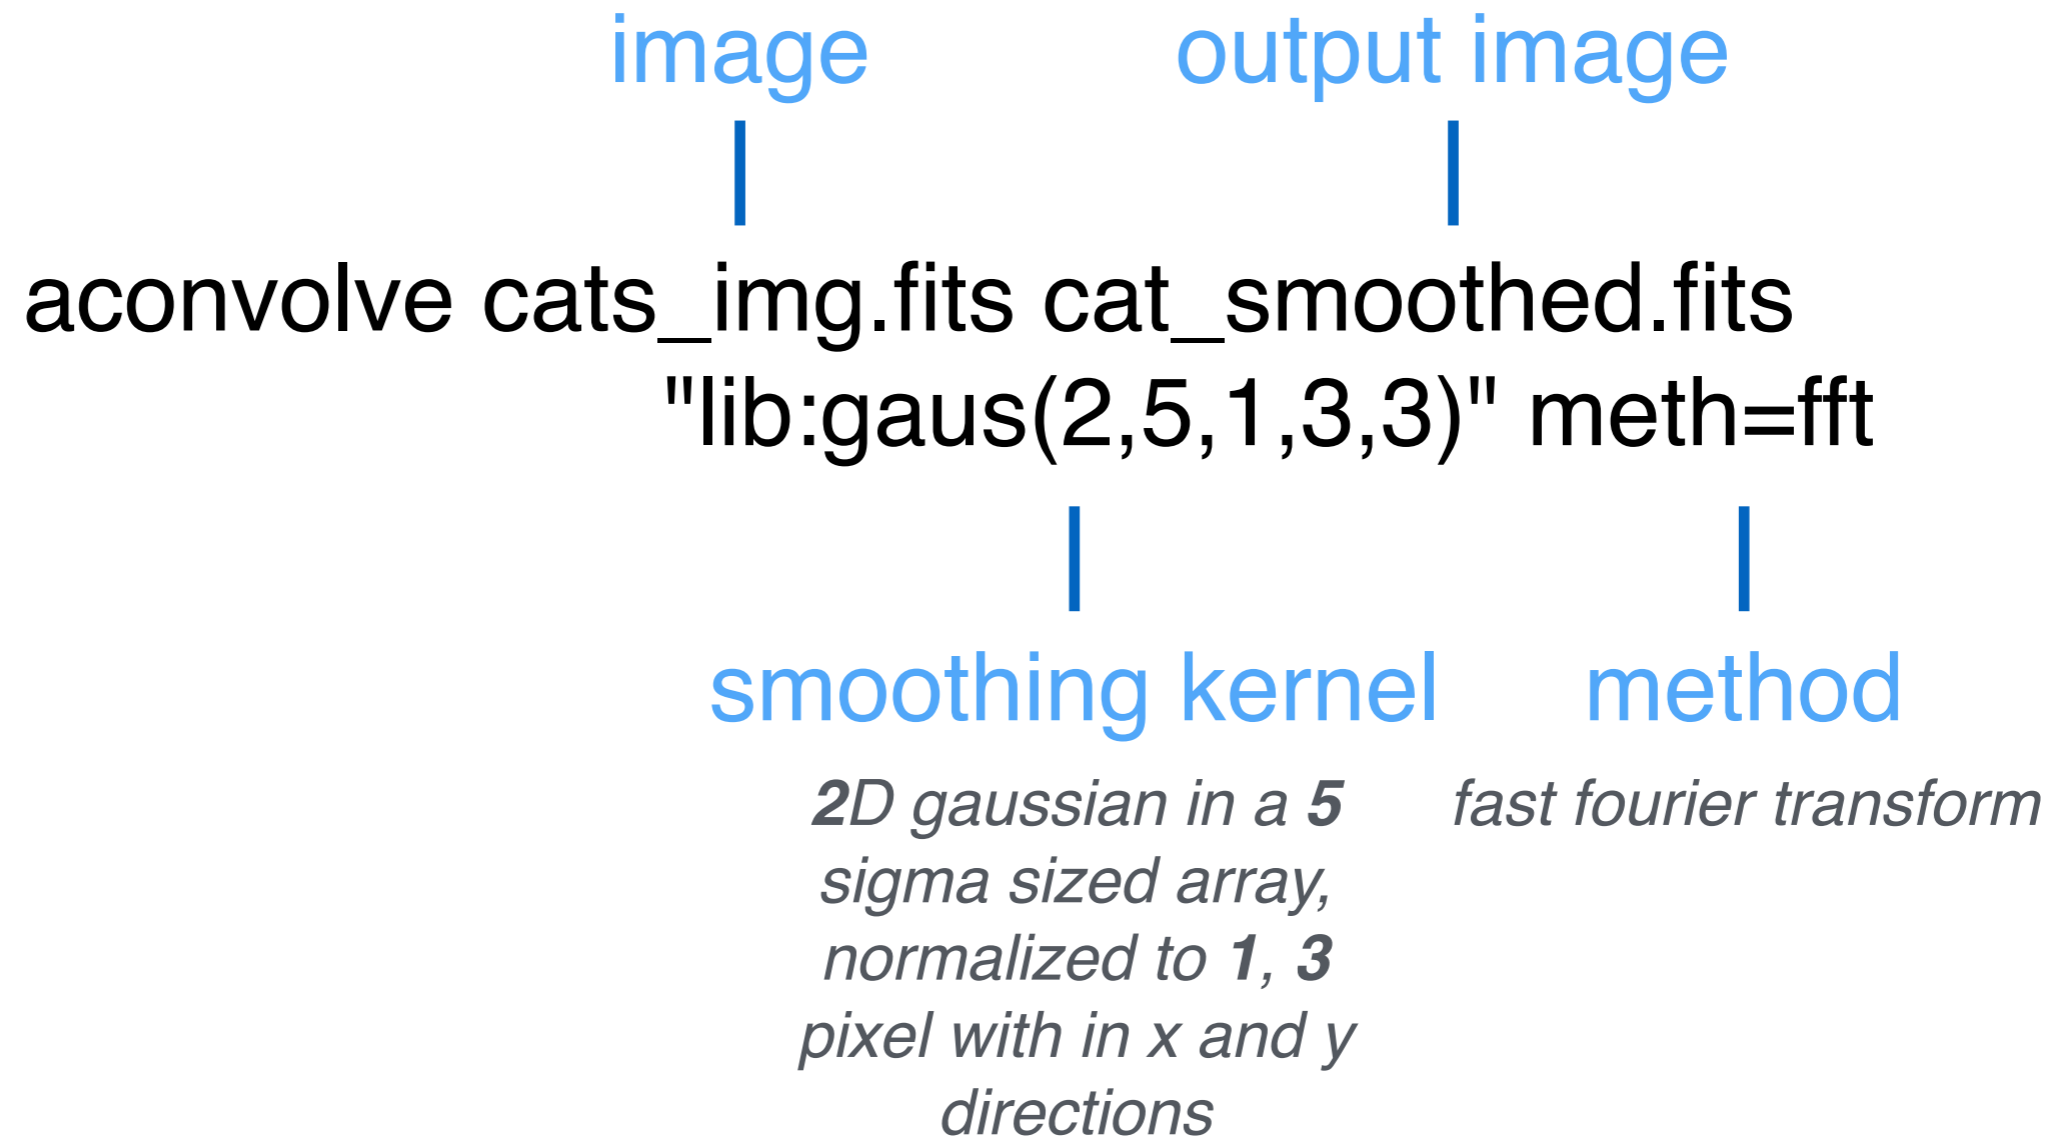 image output image
aconvolve cats_img.fits cat_smoothed.fits
"lib:gaus(2,5,1,3,3)" meth=fft
smoothing kernel method
2D gaussian in a 5 fast fourier transform
sigma sized array,
normalized to 1, 3
pixel with in x and y
directions